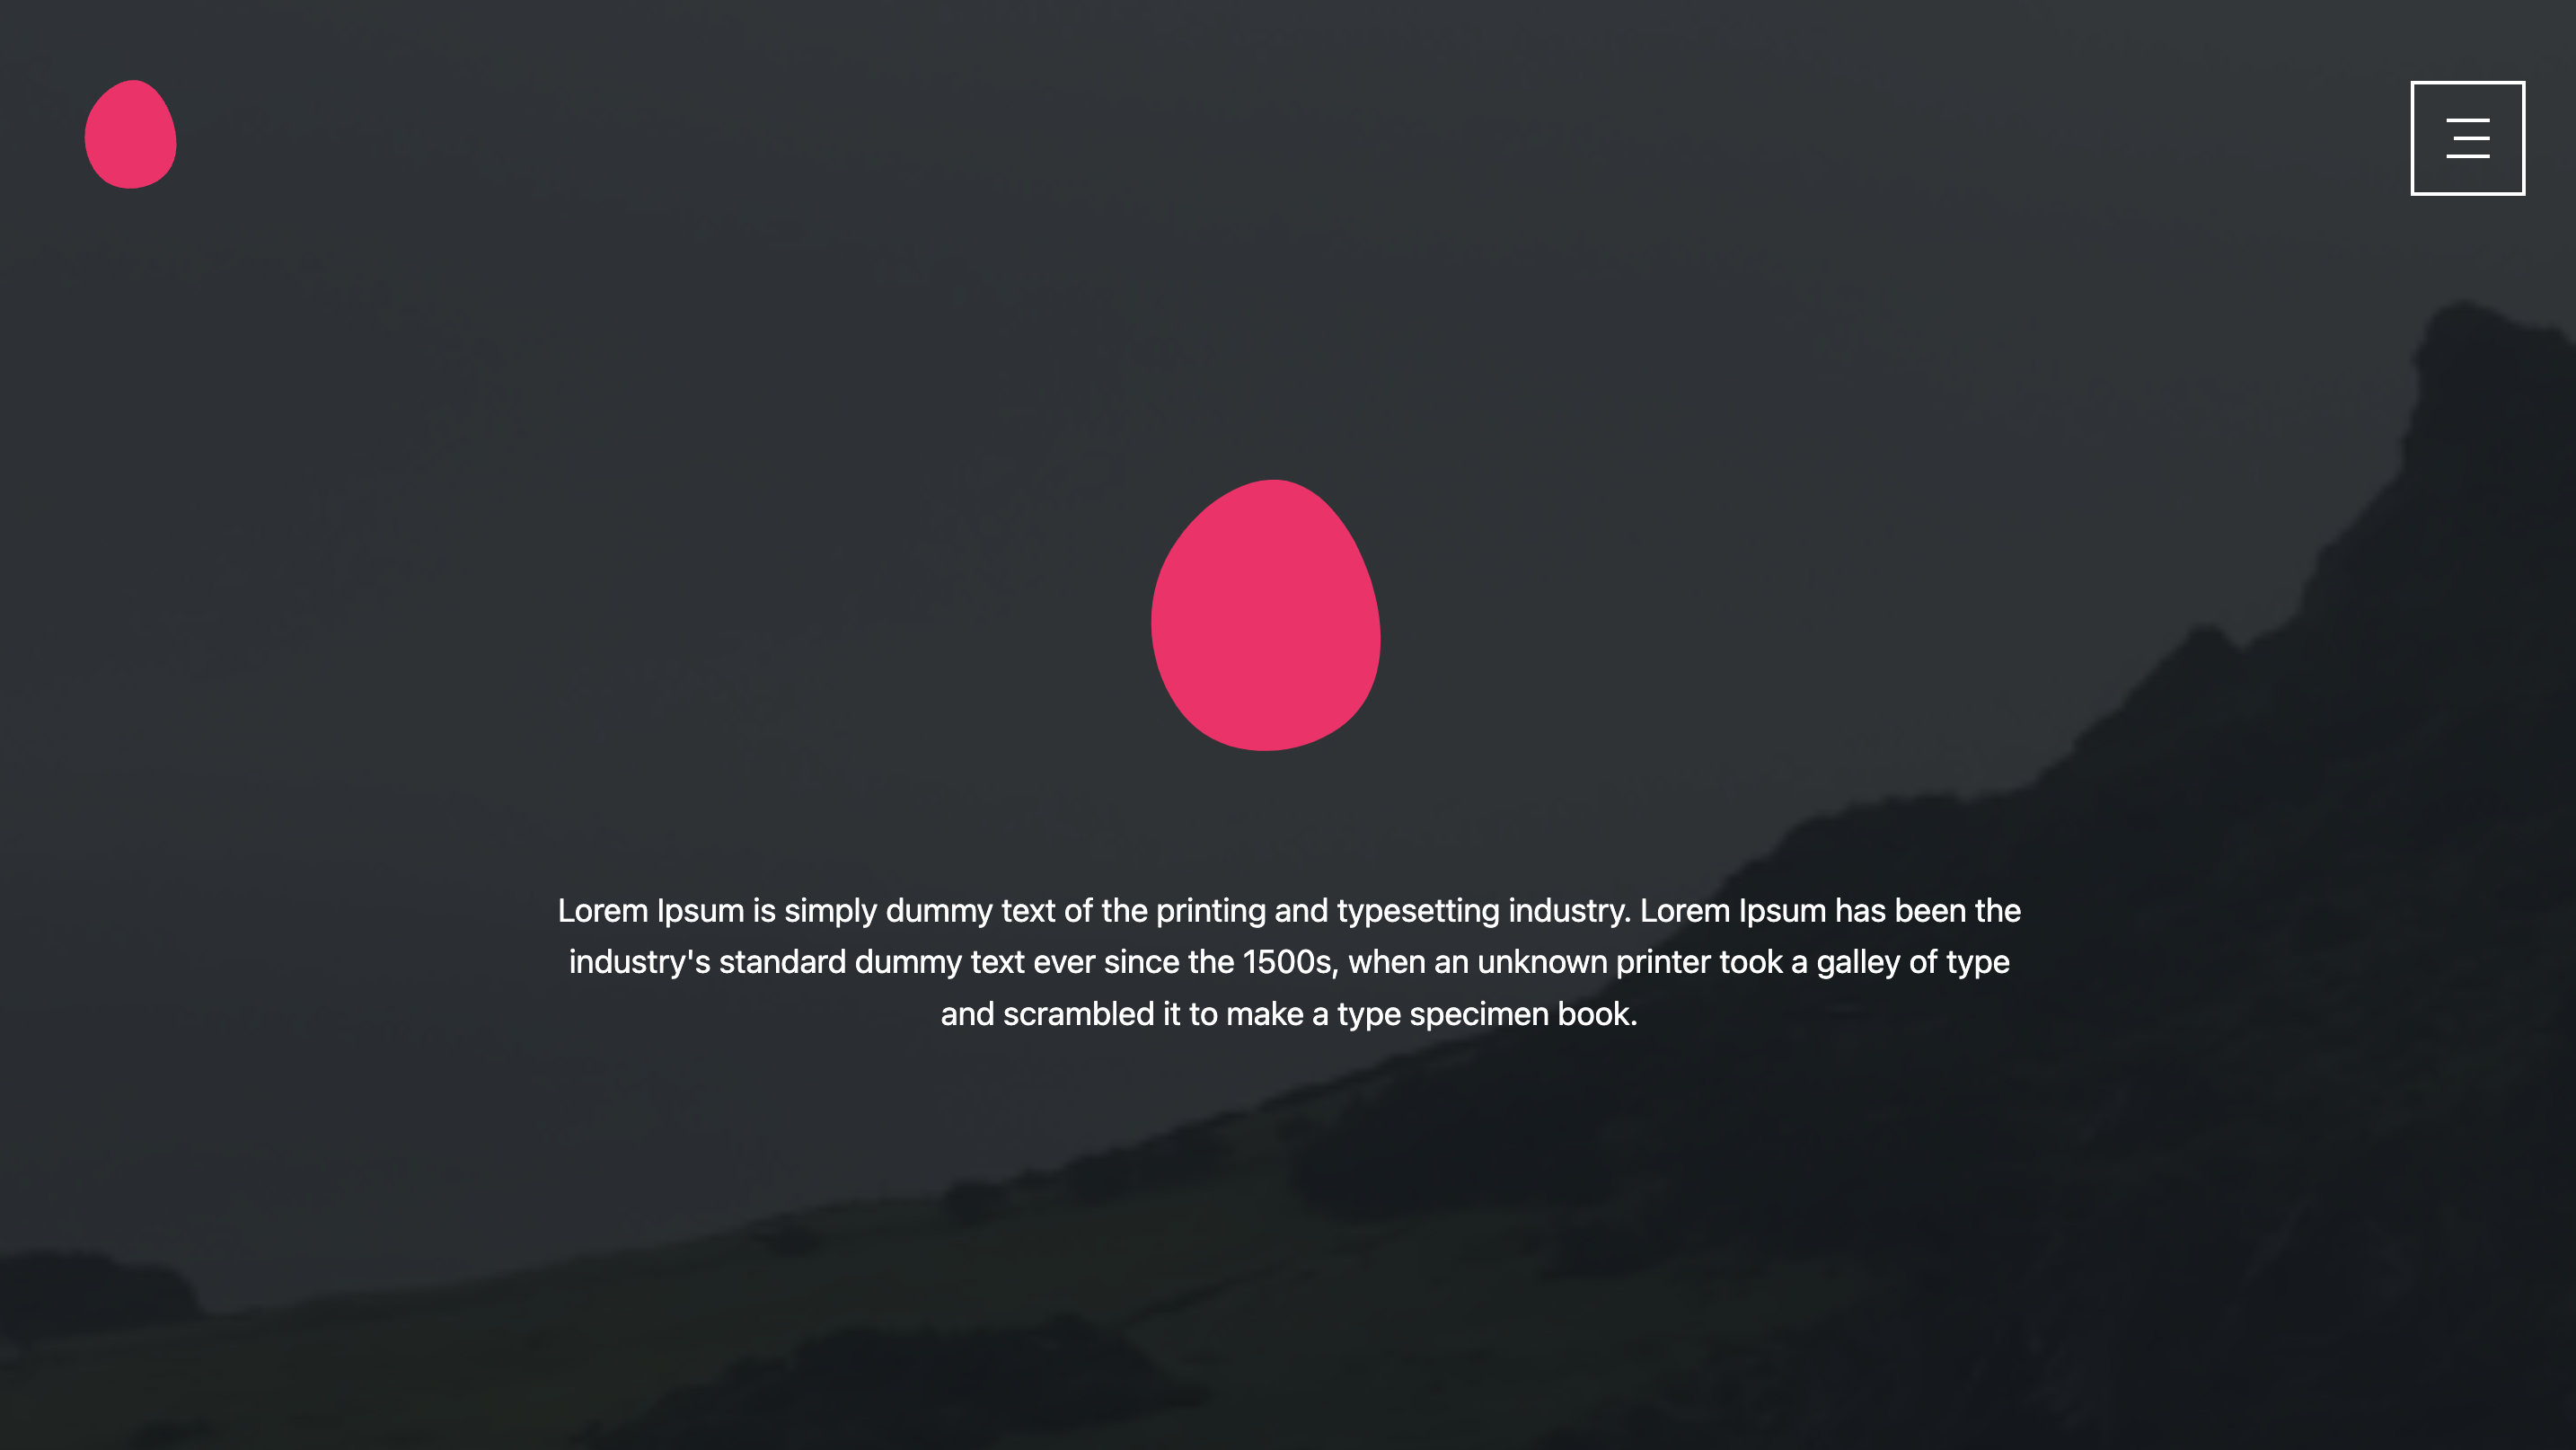 Lorem Ipsum is simply dummy text of the printing and typesetting industry. Lorem Ipsum has been the
industry's standard dummy text ever since the 1500s, when an unknown printer took a galley of type
and scrambled it to make a type specimen book.